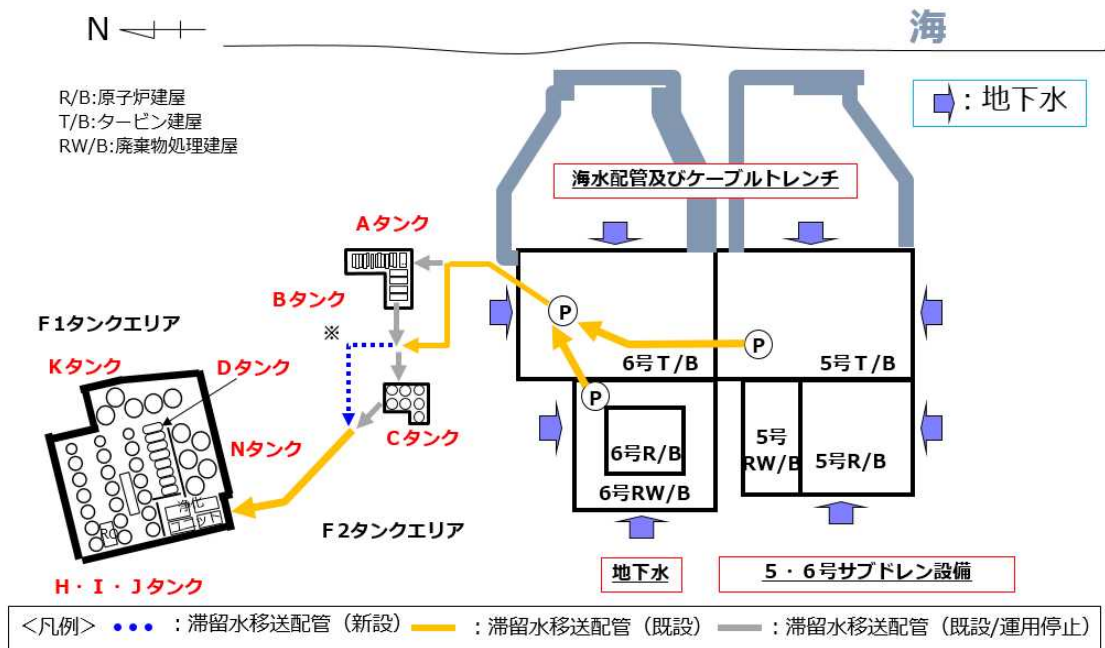 N
海
R/B:原子炉建屋
T/B:タービン建屋
RW/B:廃棄物処理建屋
：地下水
海水配管及びケーブルトレンチ
Aタンク
Bタンク
※
F1タンクエリア
Kタンク
Dタンク
Nタンク
Cタンク
P
P
P
6号T/B
5号T/B
6号R/B
6号RW/B
5号
RW/B
5号R/B
浄化
ユニット
RO
F2タンクエリア
H・I・Jタンク
地下水
5・6号サブドレン設備
＜凡例＞ ：滞留水移送配管（新設） ：滞留水移送配管（既設） ：滞留水移送配管（既設/運用停止）